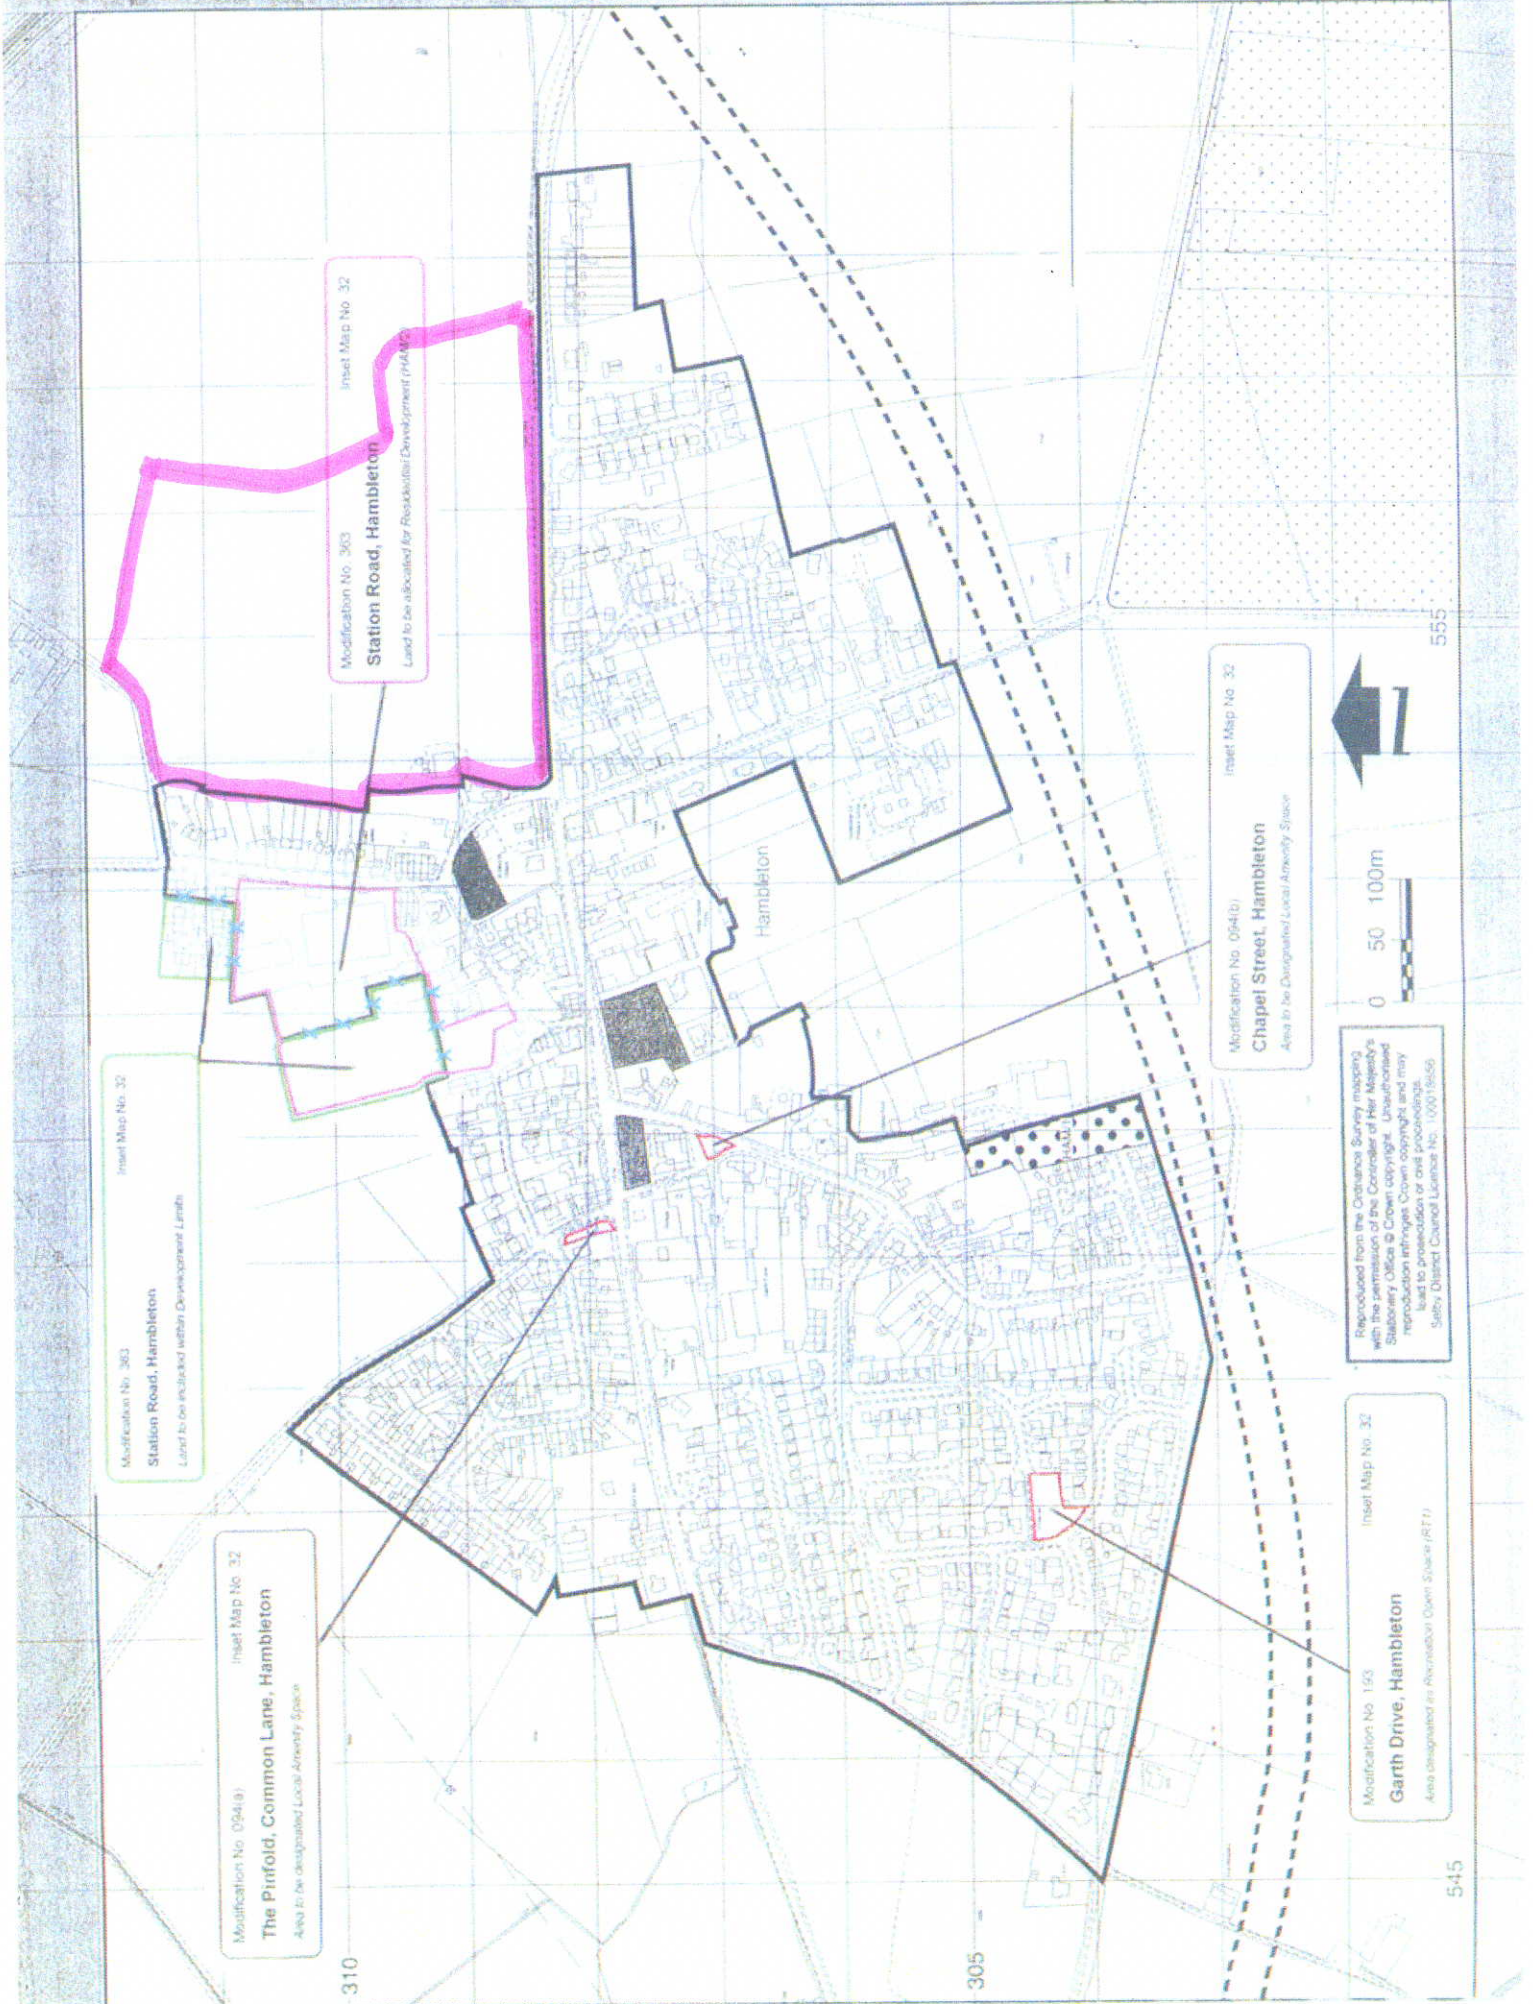 Modification No. 363 Inset Map No. 32
Station Road, Hambleton
Land to be included within Development Limits
Modification No. 363 Inset Map No 32
Station Road, Hambleton
Land to be allocated for Residential Development (HAM/2)
Modification No 094(a) Inset Map No 32
The Pinfold, Common Lane, Hambleton
Area to be designated Local Amenity Space
310
Hambleton
HAM/1
305
Modification No 094(b) Inset Map No 32
Chapel Street, Hambleton
Area to be Designated Local Amenity Space
Modification No 193 Inset Map No 32
Garth Drive, Hambleton
Area designated as Recreation Open Space (RT1)
Reproduced from the Ordnance Survey mapping
with the permission of the Controller of Her Majesty's
Stationery Office © Crown copyright. Unauthorised
reproduction infringes Crown copyright and may
lead to prosecution or civil proceedings.
Selby District Council Licence No.
0 50 100m
545
555